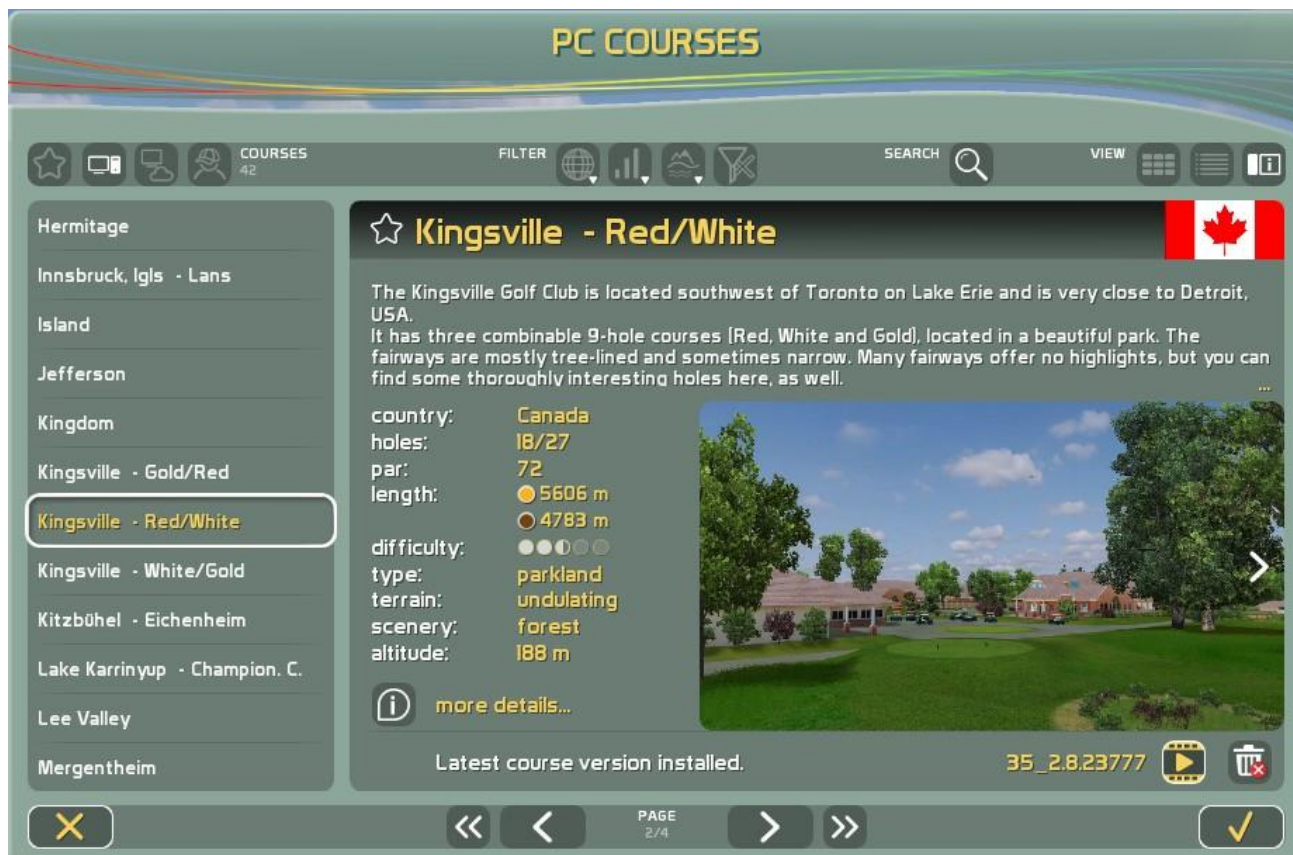 PC COURSES
COURSES
42
FILTER
SEARCH
VIEW
Hermitage
Innsbruck, Igls - Lans
Island
Jefferson
Kingdom
Kingsville - Gold/Red
Kingsville - Red/White
Kingsville - White/Gold
Kitzbühel - Eichenheim
Lake Karrinyup - Champion. C.
Lee Valley
Mergentheim
Kingsville - Red/White
The Kingsville Golf Club is located southwest of Toronto on Lake Erie and is very close to Detroit,
USA.
It has three combinable 9-hole courses [Red, White and Gold], located in a beautiful park. The
fairways are mostly tree-lined and sometimes narrow. Many fairways offer no highlights, but you can
find some thoroughly interesting holes here, as well.
...
country: Canada
holes: 18/27
par: 72
length: 5606 m
4783 m
difficulty:
type: parkland
terrain: undulating
scenery: forest
altitude: 188 m
more details...
Latest course version installed.
35_2.8.23777
PAGE
2/4